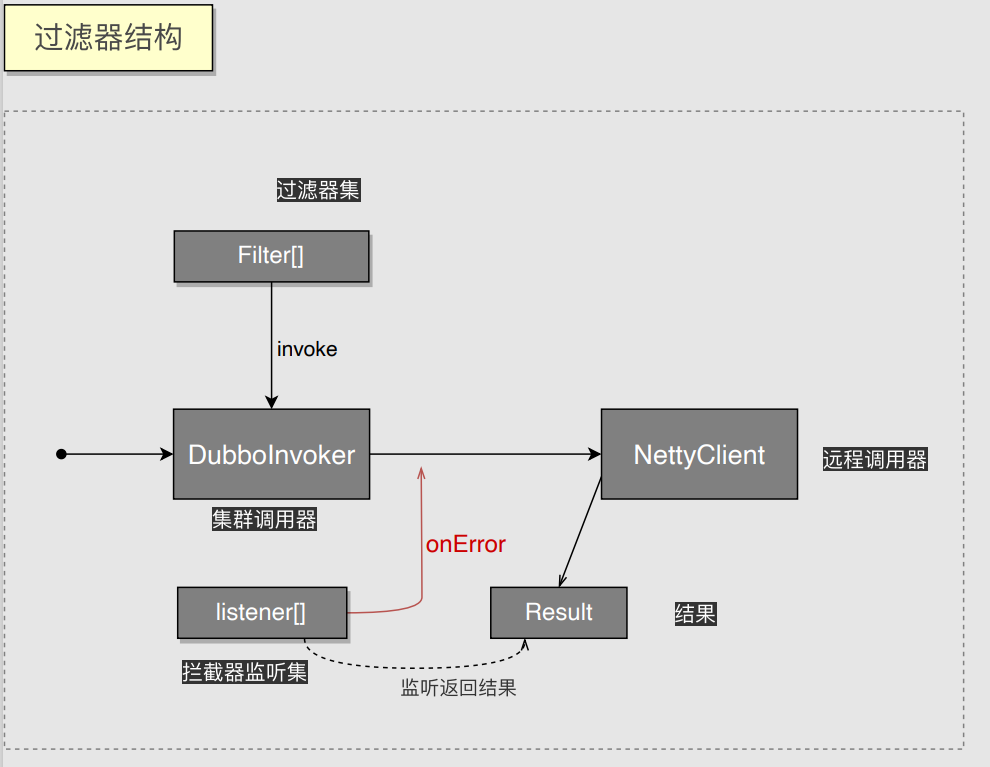 过滤器结构
过滤器集
Filter[]
invoke
DubboInvoker
NettyClient
远程调用器
集群调用器
onError
listener[]
Result
结果
拦截器监听集
监听返回结果